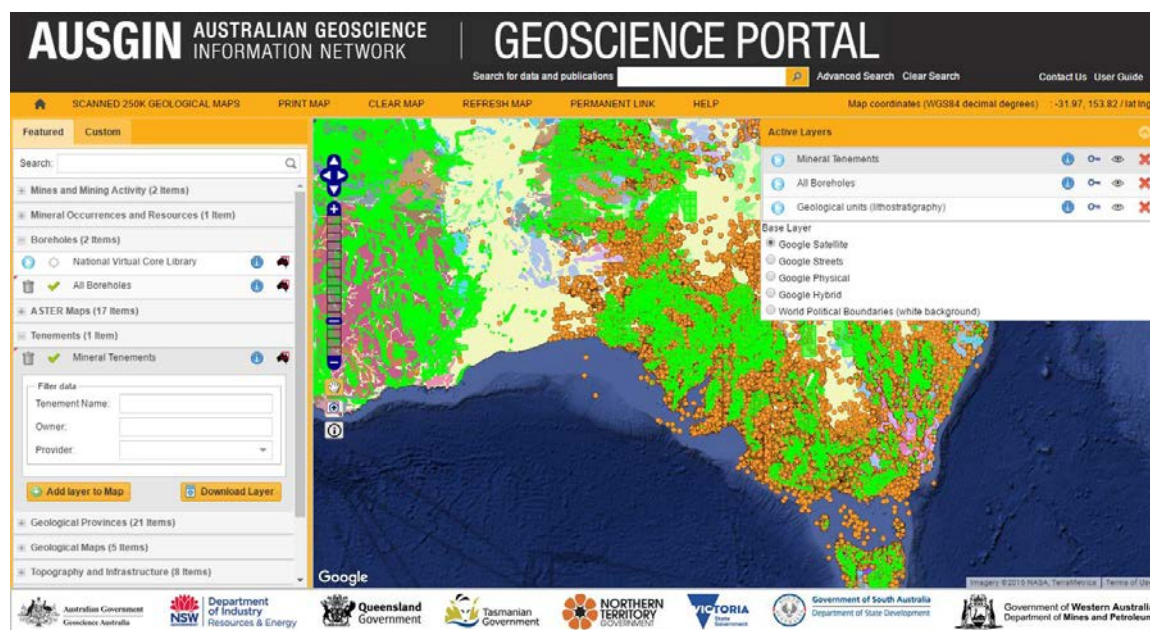 AUSGIN
AUSTRALIAN GEOSCIENCE
INFORMATION NETWORK
GEOSCIENCE PORTAL
Search for data and publications
Advanced Search Clear Search
Contact Us User Guide
SCANNED 250K GEOLOGICAL MAPS PRINT MAP CLEAR MAP REFRESH MAP PERMANENT LINK HELP
Map coordinates (WGS84 decimal degrees) : -31.97, 153.82 / lat lng
Featured Custom
Search:
Mines and Mining Activity (2 Items)
Mineral Occurrences and Resources (1 Item)
Boreholes (2 Items)
National Virtual Core Library
All Boreholes
ASTER Maps (17 Items)
Tenements (1 Item)
Mineral Tenements
Filter data
Tenement Name:
Owner:
Provider:
Add layer to Map Download Layer
Geological Provinces (21 Items)
Geological Maps (5 Items)
Topography and Infrastructure (8 Items)
Active Layers
Mineral Tenements
All Boreholes
Geological units (lithostratigraphy)
Base Layer
Google Satellite
Google Streets
Google Physical
Google Hybrid
World Political Boundaries (white background)
Google
Imagery ©2016 NASA, TerraMetrics Terms of Use
Australian Government
Geoscience Australia
NSW
Department
of Industry
Resources & Energy
Queensland
Government
Tasmanian
Government
NORTHERN
TERRITORY
GOVERNMENT
VICTORIA
State
Government
Government of South Australia
Department of State Development
Government of Western Australia
Department of Mines and Petroleum